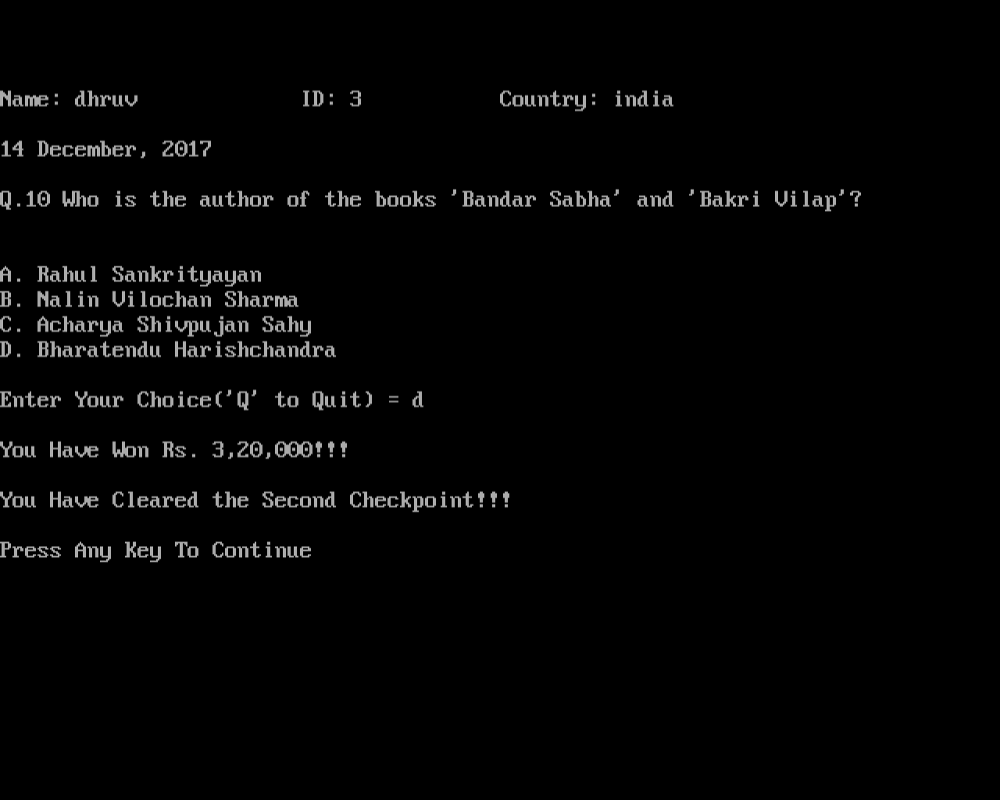 Name: dhruv ID: 3 Country: india
14 December, 2017
Q.10 Who is the author of the books 'Bandar Sabha' and 'Bakri Vilap'?
A. Rahul Sankrityayan
B. Nalin Vilochan Sharma
C. Acharya Shivpujan Sahy
D. Bharatendu Harishchandra
Enter Your Choice('Q' to Quit) = d
You Have Won Rs. 3,20,000!!!
You Have Cleared the Second Checkpoint!!!
Press Any Key To Continue